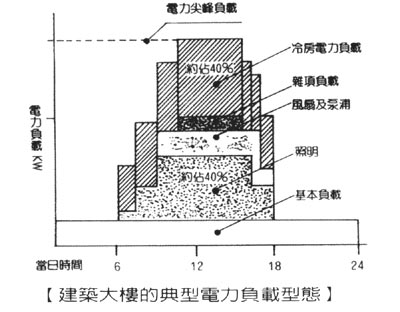 電力尖峰負載
約佔40%
冷房電力負載
雜項負載
風扇及泵浦
照明
約佔40%
基本負載
電力負載 KW
當日時間
6
12
18
24
【建築大樓的典型電力負載型態】